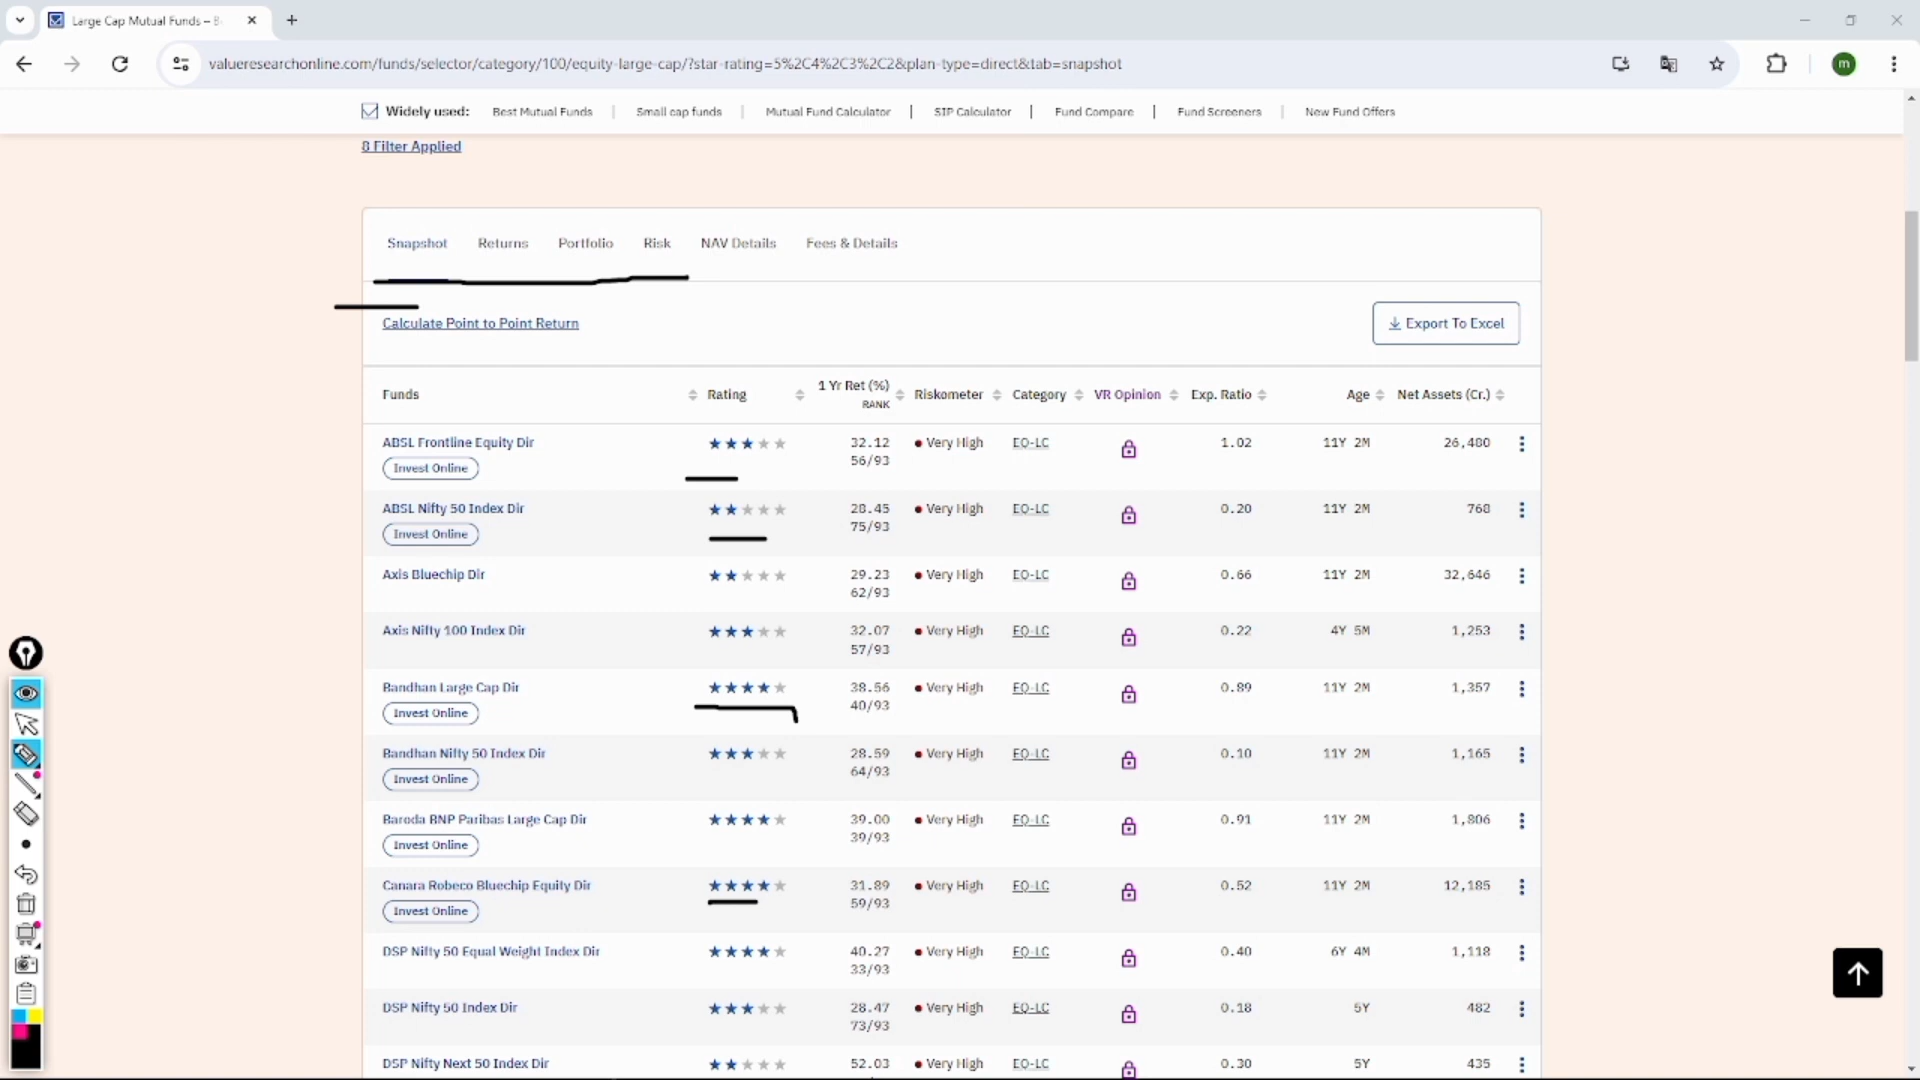 Large Cap Mutual Funds – B
valueresearchonline.com/funds/selector/category/100/equity-large-cap/?star-rating=5%2C4%2C3%2C2&plan-type=direct&tab=snapshot
m
Widely used: Best Mutual Funds | Small cap funds | Mutual Fund Calculator | SIP Calculator | Fund Compare | Fund Screeners | New Fund Offers
8 Filter Applied
Snapshot Returns Portfolio Risk NAV Details Fees & Details
Calculate Point to Point Return Export To Excel
Funds Rating 1 Yr Ret (%) RANK Riskometer Category VR Opinion Exp. Ratio Age Net Assets (Cr.)
ABSL Frontline Equity Dir 32.12 Very High EQ-LC 1.02 11Y 2M 26,480
Invest Online 56/93
ABSL Nifty 50 Index Dir 28.45 Very High EQ-LC 0.20 11Y 2M 768
Invest Online 75/93
Axis Bluechip Dir 29.23 Very High EQ-LC 0.66 11Y 2M 32,646
62/93
Axis Nifty 100 Index Dir 32.07 Very High EQ-LC 0.22 4Y 5M 1,253
57/93
Bandhan Large Cap Dir 38.56 Very High EQ-LC 0.89 11Y 2M 1,357
Invest Online 40/93
Bandhan Nifty 50 Index Dir 28.59 Very High EQ-LC 0.10 11Y 2M 1,165
Invest Online 64/93
Baroda BNP Paribas Large Cap Dir 39.00 Very High EQ-LC 0.91 11Y 2M 1,806
Invest Online 39/93
Canara Robeco Bluechip Equity Dir 31.89 Very High EQ-LC 0.52 11Y 2M 12,185
Invest Online 59/93
DSP Nifty 50 Equal Weight Index Dir 40.27 Very High EQ-LC 0.40 6Y 4M 1,118
33/93
DSP Nifty 50 Index Dir 28.47 Very High EQ-LC 0.18 5Y 482
73/93
DSP Nifty Next 50 Index Dir 52.03 Very High EQ-LC 0.30 5Y 435